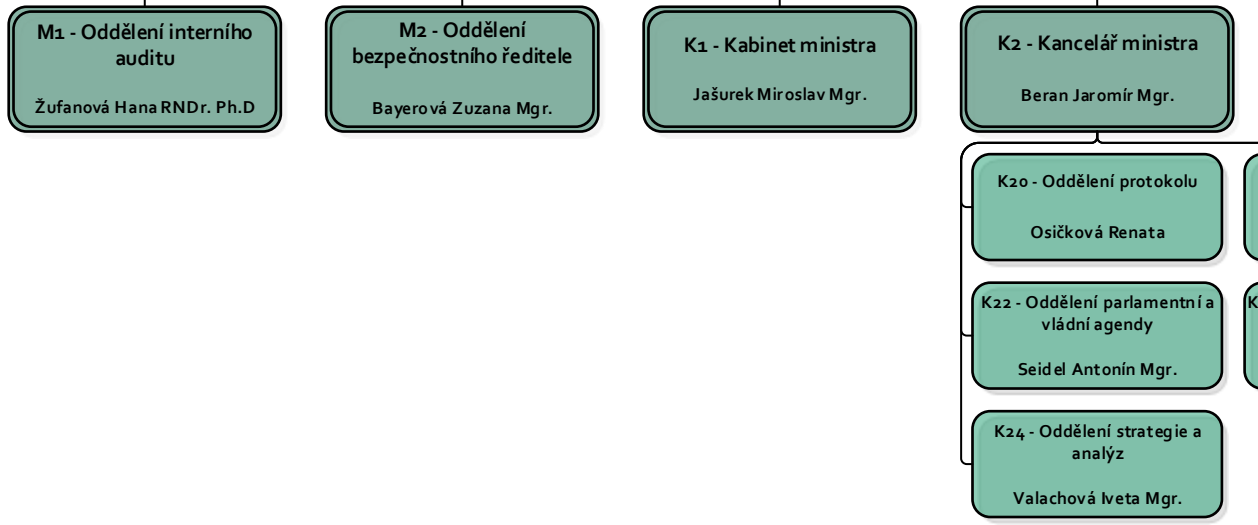 M1 - Oddělení interního
auditu
Žufanová Hana RNDr. Ph.D
M2 - Oddělení
bezpečnostního ředitele
Bayerová Zuzana Mgr.
K1 - Kabinet ministra
Jašurek Miroslav Mgr.
K2 - Kancelář ministra
Beran Jaromír Mgr.
K20 - Oddělení protokolu
Osičková Renata
K22 - Oddělení parlamentní a
vládní agendy
Seidel Antonín Mgr.
K
K24 - Oddělení strategie a
analýz
Valachová Iveta Mgr.